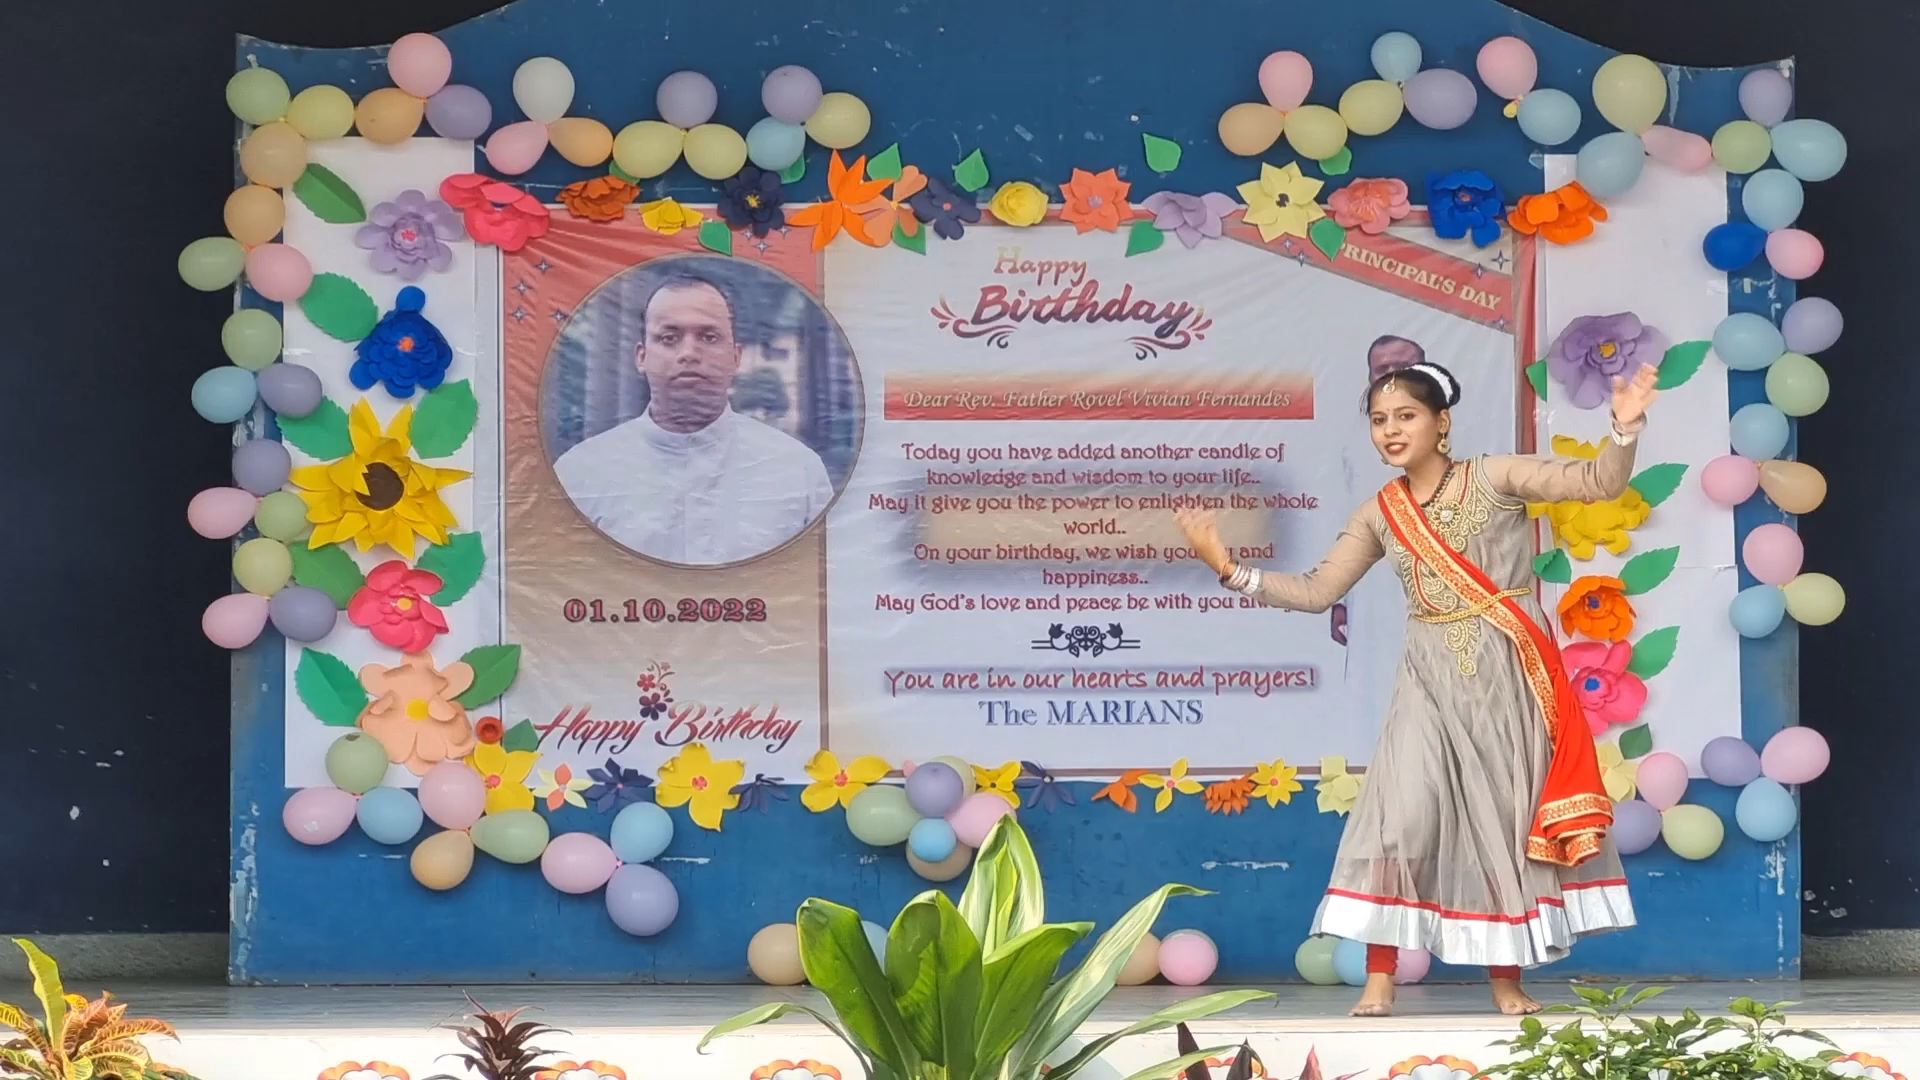 Happy
Birthday
PRINCIPAL'S DAY
Dear Rev. Father Rovel Vivian Fernandes
Today you have added another candle of
knowledge and wisdom to your life..
May it give you the power to enlighten the whole
world..
On your birthday, we wish you and
happiness..
May God's love and peace be with you
You are in our hearts and prayers!
The MARIANS
01.10.2022
Happy Birthday